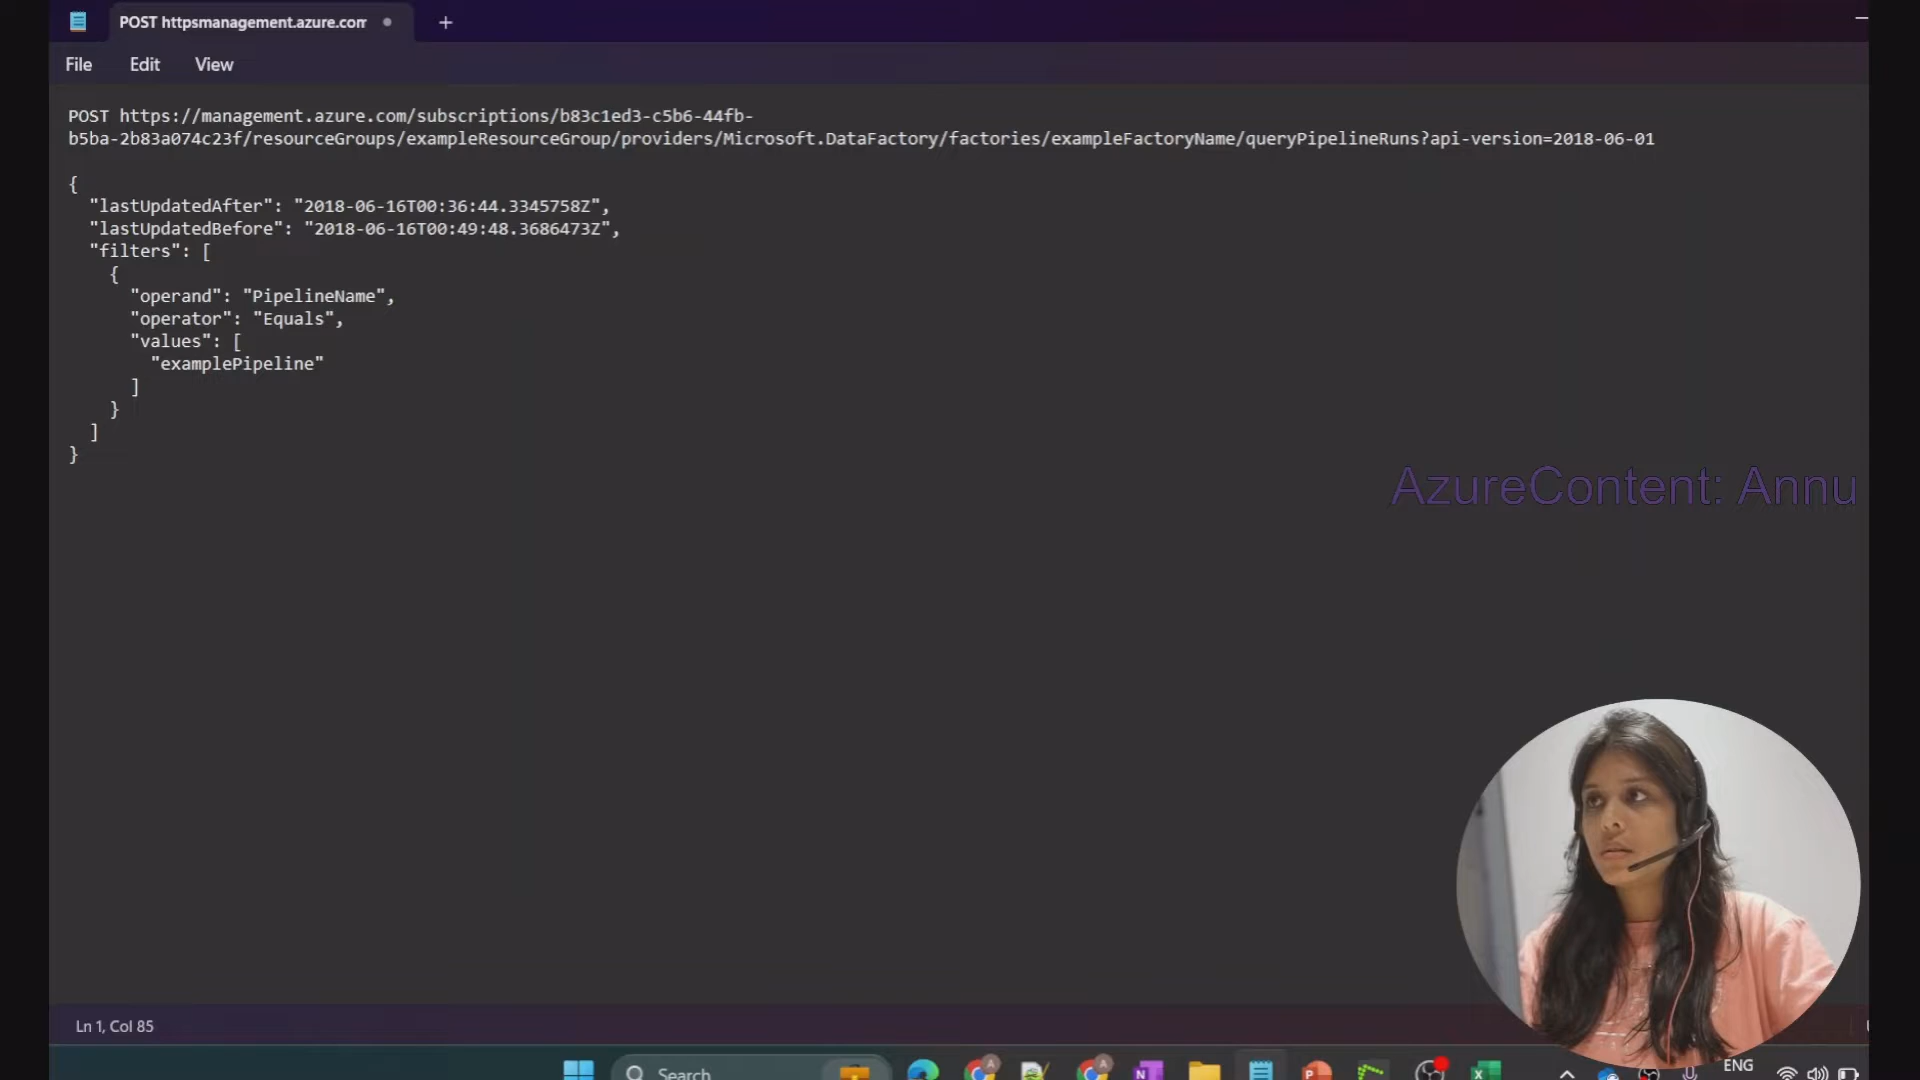 POST httpsmanagement.azure.com
File Edit View
POST https://management.azure.com/subscriptions/b83c1ed3-c5b6-44fb-
b5ba-2b83a074c23f/resourceGroups/exampleResourceGroup/providers/Microsoft.DataFactory/factories/exampleFactoryName/queryPipelineRuns?api-version=2018-06-01
{
"lastUpdatedAfter": "2018-06-16T00:36:44.3345758Z",
"lastUpdatedBefore": "2018-06-16T00:49:48.3686473Z",
"filters": [
{
"operand": "PipelineName",
"operator": "Equals",
"values": [
"examplePipeline"
]
}
]
}
AzureContent: Annu
Ln 1, Col 85
Search
ENG